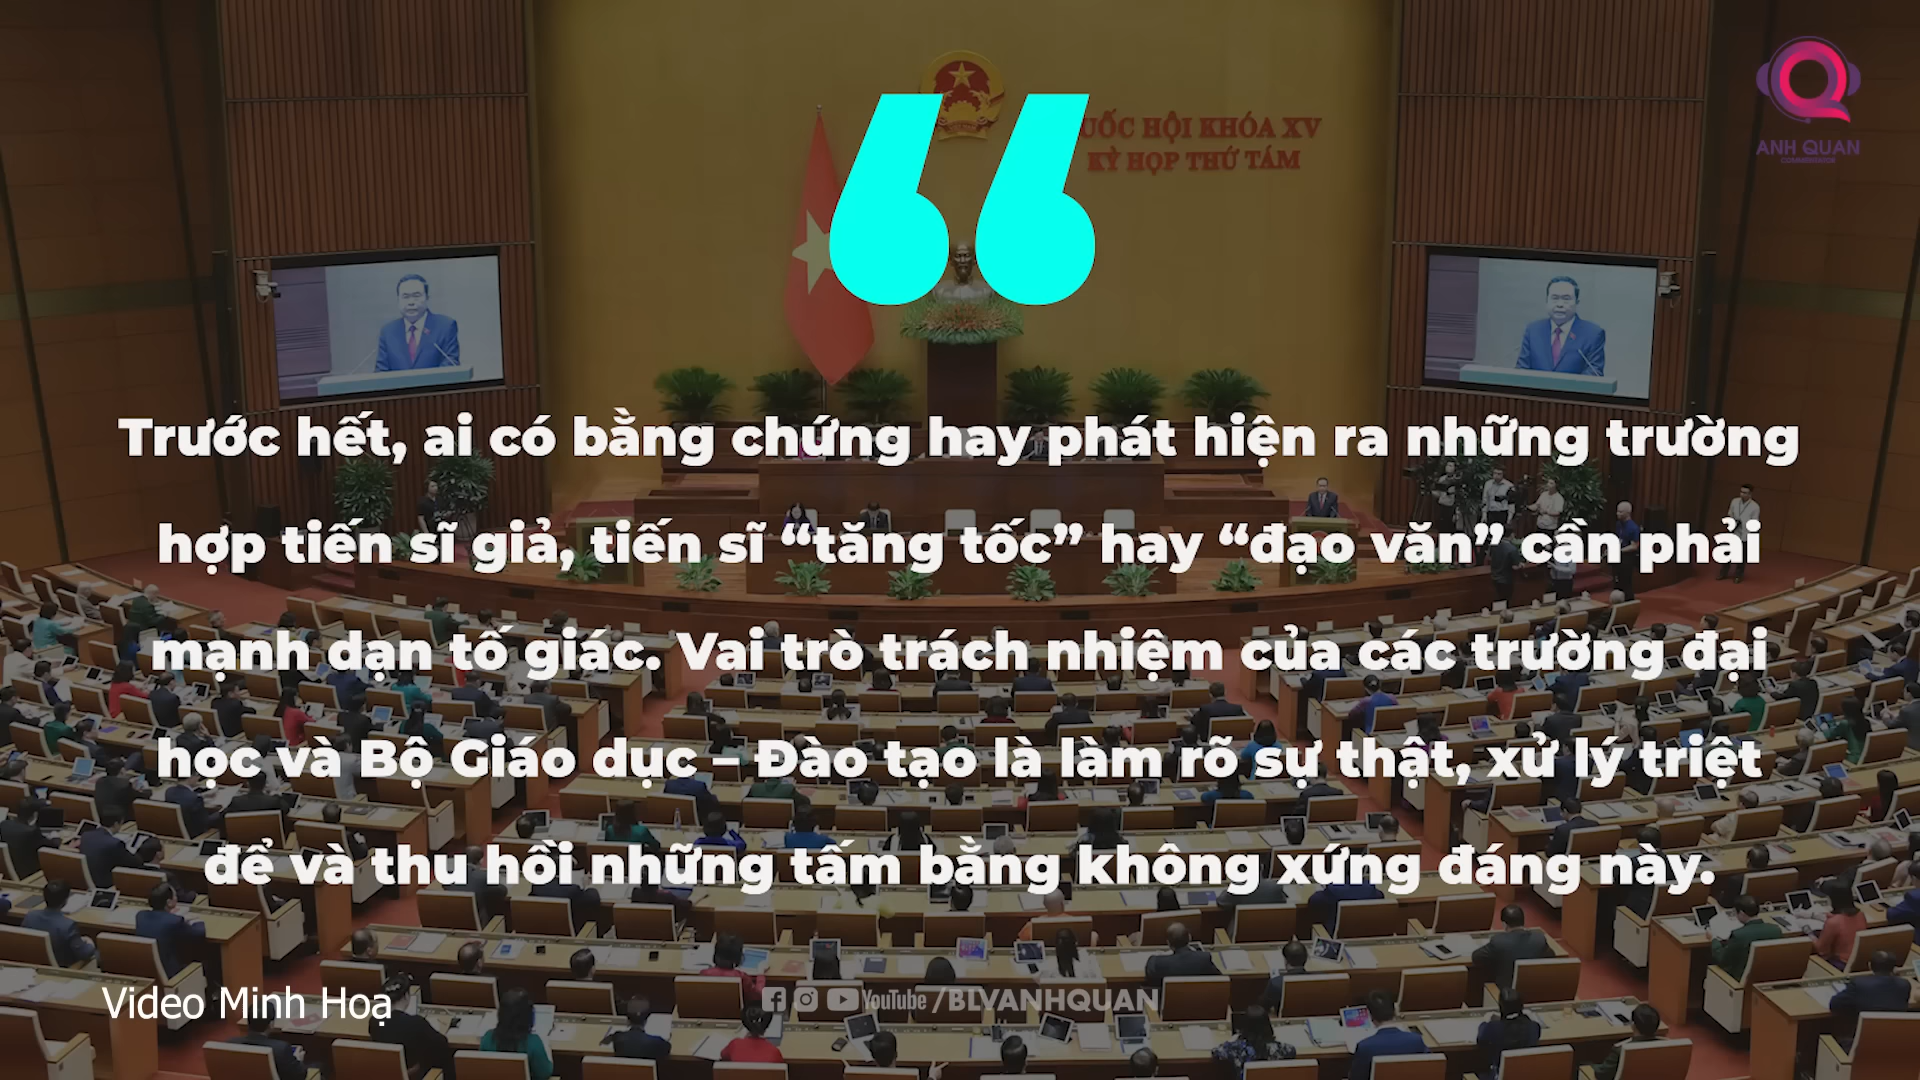 ANH QUAN
COMMENTATOR
UỐC HỘI KHÓA XV
KỲ HỌP THỨ TÁM
Trước hết, ai có bằng chứng hay phát hiện ra những trường
hợp tiến sĩ giả, tiến sĩ “tăng tốc” hay “đạo văn” cần phải
mạnh dạn tố giác. Vai trò trách nhiệm của các trường đại
học và Bộ Giáo dục – Đào tạo là làm rõ sự thật, xử lý triệt
để và thu hồi những tấm bằng không xứng đáng này.
Video Minh Hoạ
YouTube /BLVANHQUAN